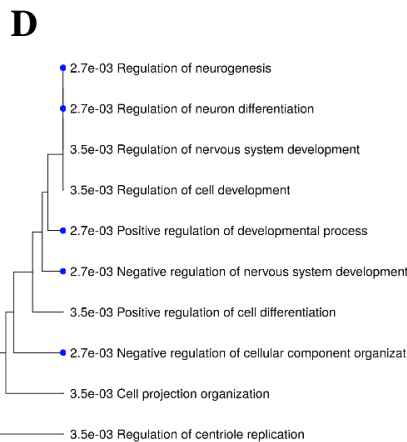 D
2.7e-03 Regulation of neurogenesis
2.7e-03 Regulation of neuron differentiation
3.5e-03 Regulation of nervous system development
3.5e-03 Regulation of cell development
2.7e-03 Positive regulation of developmental process
2.7e-03 Negative regulation of nervous system development
3.5e-03 Positive regulation of cell differentiation
2.7e-03 Negative regulation of cellular component organizat
3.5e-03 Cell projection organization
3.5e-03 Regulation of centriole replication